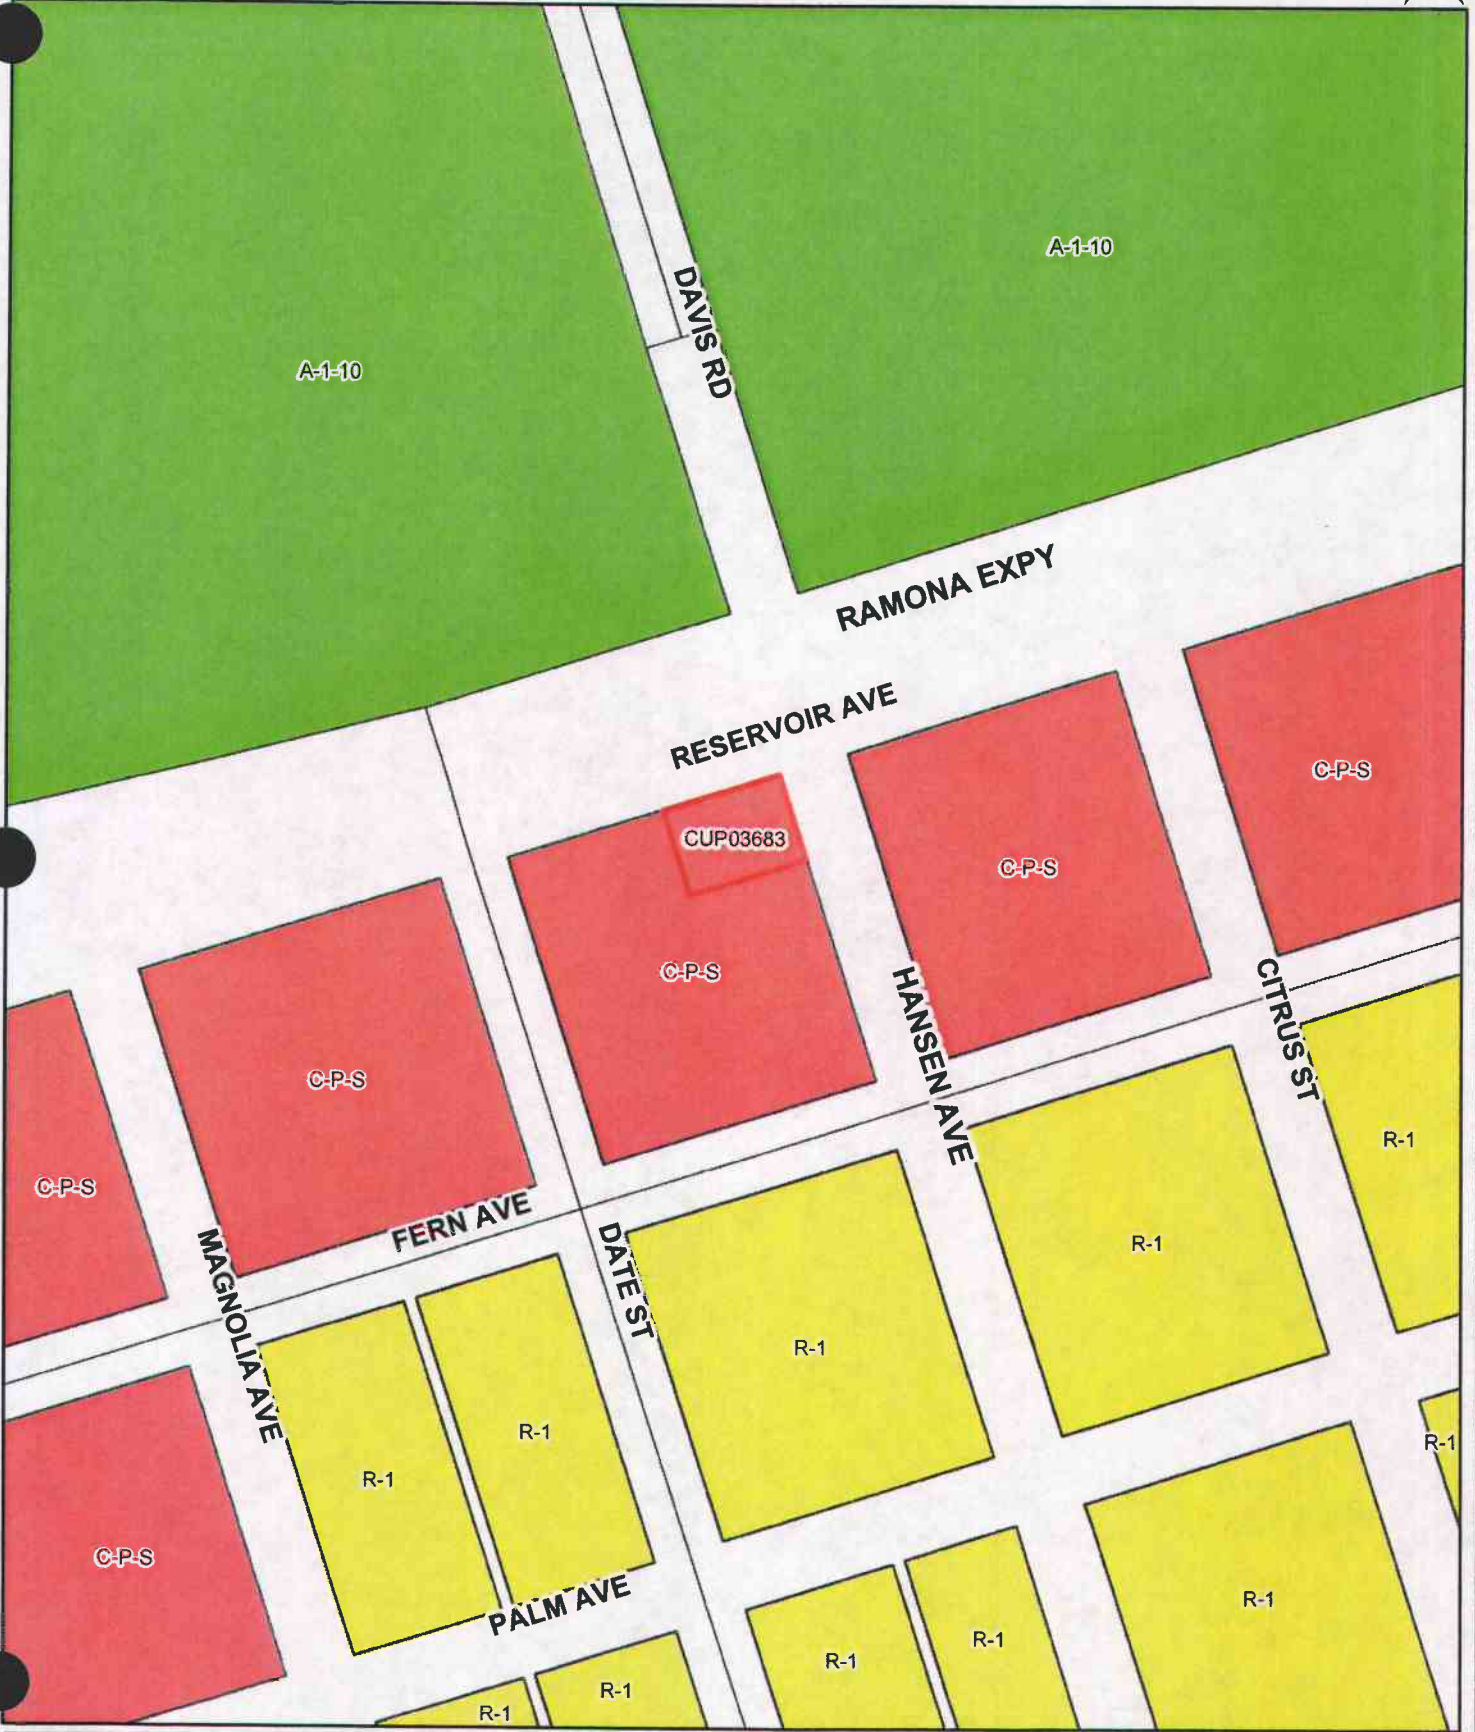 A-1-10
DAVIS RD
A-1-10
RAMONA EXPY
RESERVOIR AVE
C-P-S
CUP03683
C-P-S
C-P-S
HANSEN AVE
CITRUS ST
C-P-S
R-1
C-P-S
FERN AVE
MAGNOLIA AVE
DATE ST
R-1
R-1
R-1
R-1
R-1
C-P-S
PALM AVE
R-1
R-1
R-1
R-1
R-1